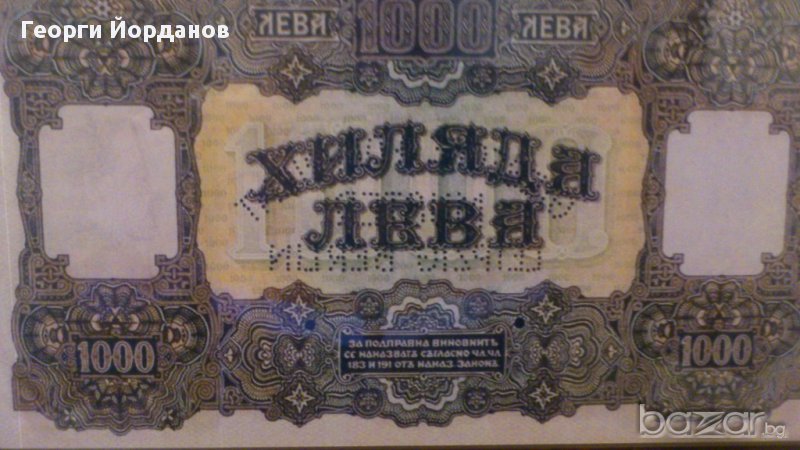 Георги Йорданов
ЛЕВА 1000 ЛЕВА
ХИЛЯДА
ЛЕВА
1000
ЗА ПОДПРАВКА ВИНОВНИТѢ
СЕ НАКАЗВАТЪ СЪГЛАСНО ЧЛ. ЧЛ.
183 И 191 ОТЪ НАКАЗ. ЗАКОНЪ
1000
bazar.bg